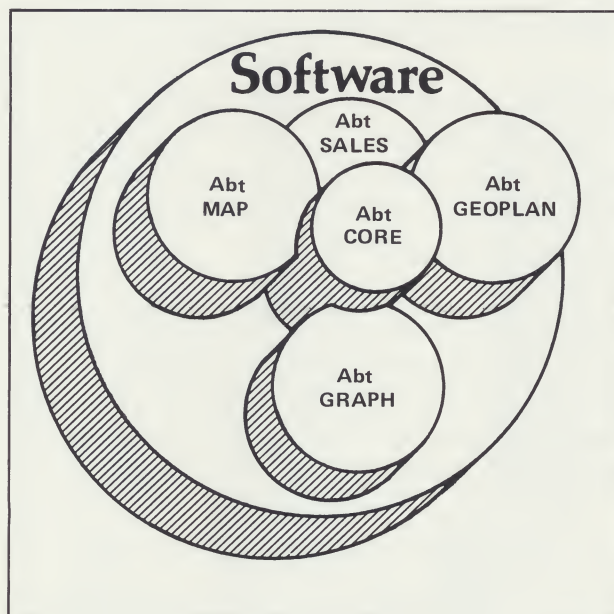 Software
Abt
SALES
Abt
MAP
Abt
CORE
Abt
GEOPLAN
Abt
GRAPH